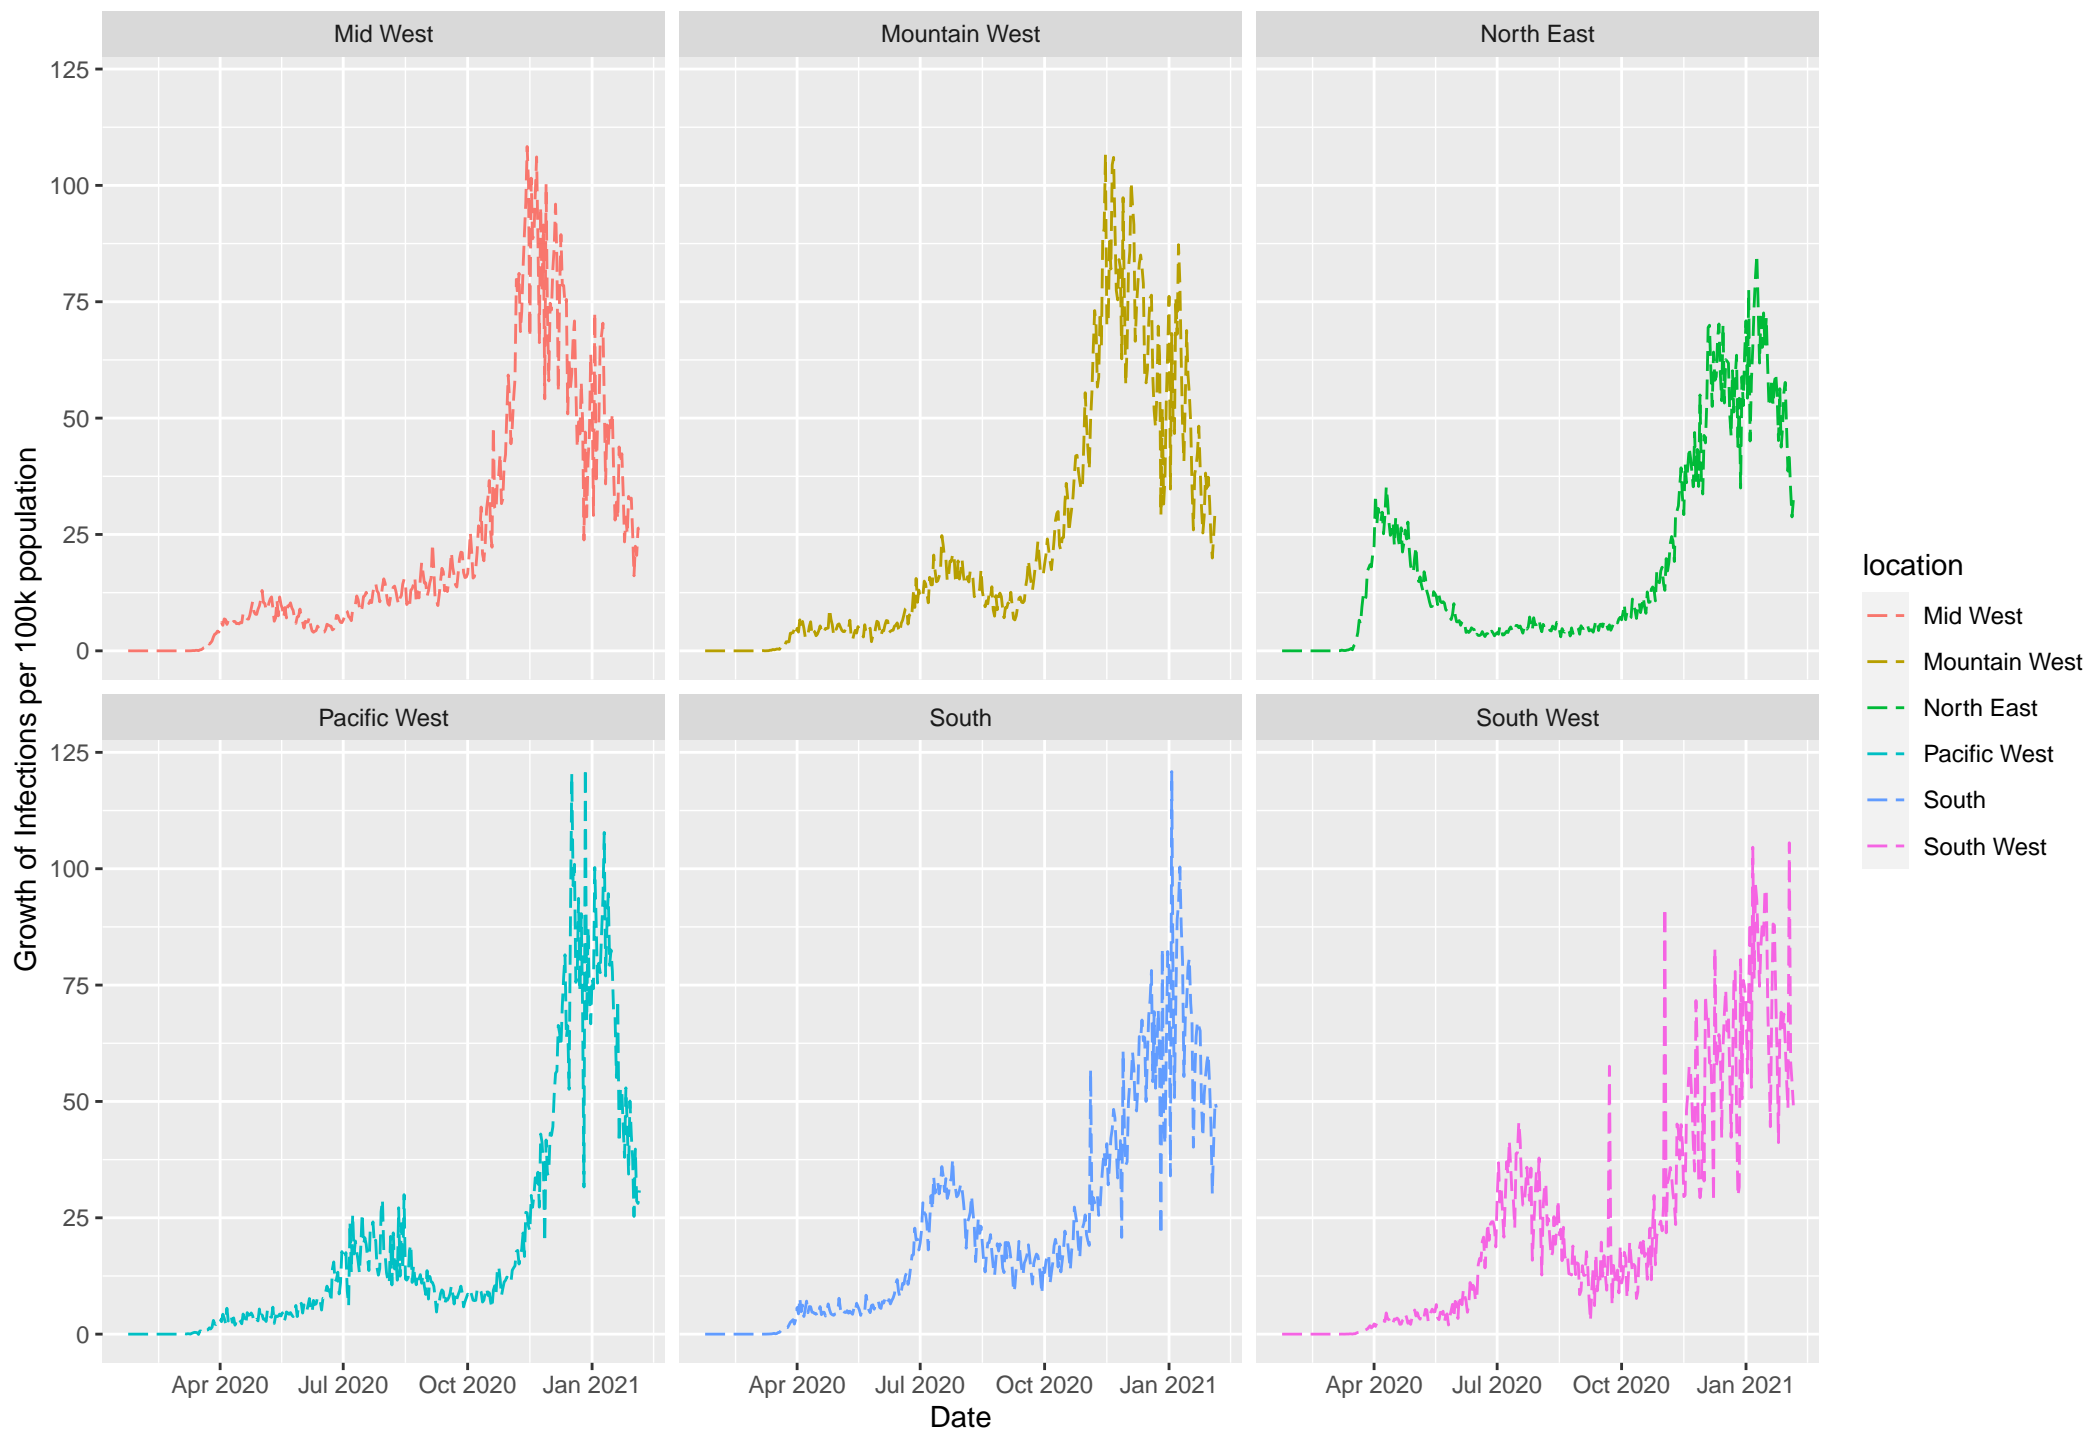 Mid West
Mountain West
North East
125
100
75
50
25
0
Pacific West
South
South West
125
100
75
50
25
0
Apr 2020
Jul 2020
Oct 2020
Jan 2021
Apr 2020
Jul 2020
Oct 2020
Jan 2021
Apr 2020
Jul 2020
Oct 2020
Jan 2021
Date
Growth of Infections per 100k population
location
Mid West
Mountain West
North East
Pacific West
South
South West